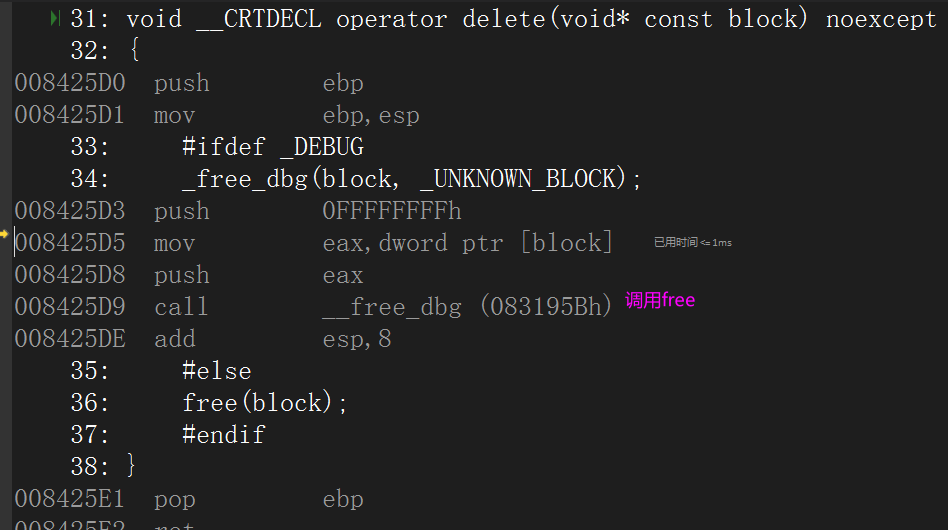 31: void __CRTDECL operator delete(void* const block) noexcept
32: {
008425D0 push ebp
008425D1 mov ebp,esp
33: #ifdef _DEBUG
34: _free_dbg(block, _UNKNOWN_BLOCK);
008425D3 push 0FFFFFFFFh
008425D5 mov eax,dword ptr [block] 已用时间 <= 1ms
008425D8 push eax
008425D9 call __free_dbg (083195Bh) 调用free
008425DE add esp,8
35: #else
36: free(block);
37: #endif
38: }
008425E1 pop ebp
008425E2 ret